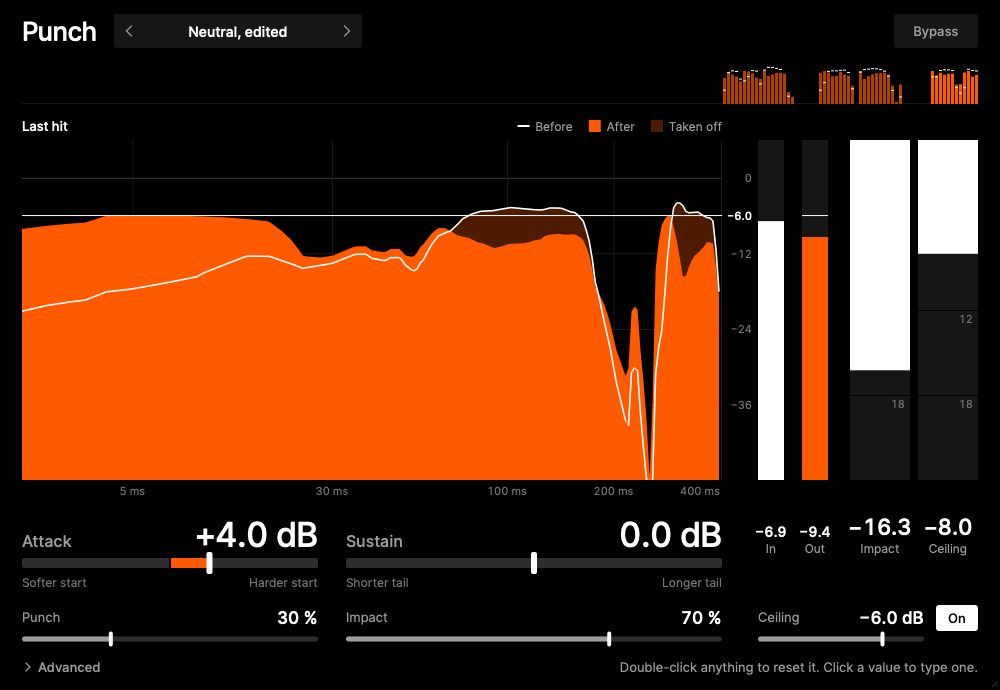 Punch
Neutral, edited
Bypass
Last hit
Before
After
Taken off
0
−6.0
−12
−24
−36
12
18
18
5 ms
30 ms
100 ms
200 ms
400 ms
Attack
+4.0 dB
Softer start
Harder start
Sustain
0.0 dB
Shorter tail
Longer tail
−6.9
In
−9.4
Out
−16.3
Impact
−8.0
Ceiling
Punch
30 %
Impact
70 %
Ceiling
−6.0 dB
On
Advanced
Double-click anything to reset it. Click a value to type one.